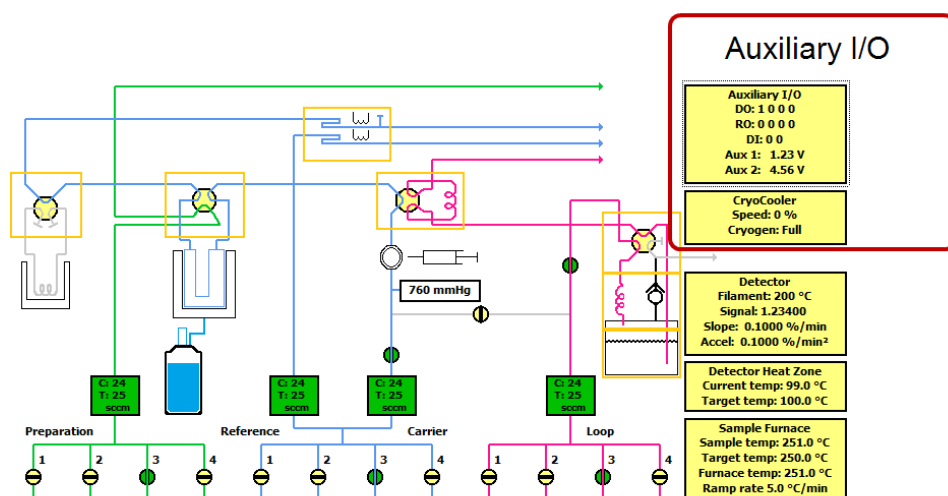 Auxiliary I/O
Auxiliary I/O
DO: 1 0 0 0
RO: 0 0 0 0
DI: 0 0
Aux 1: 1.23 V
Aux 2: 4.56 V
CryoCooler
Speed: 0 %
Cryogen: Full
760 mmHg
Detector
Filament: 200 °C
Signal: 1.23400
Slope: 0.1000 %/min
Accel: 0.1000 %/min²
Detector Heat Zone
Current temp: 99.0 °C
Target temp: 100.0 °C
C: 24
T: 25
sccm
C: 24
T: 25
sccm
C: 24
T: 25
sccm
C: 24
T: 25
sccm
Preparation
Reference
Carrier
Loop
1 2 3 4
1 2 3 4
1 2 3 4
Sample Furnace
Sample temp: 251.0 °C
Target temp: 250.0 °C
Furnace temp: 251.0 °C
Ramp rate 5.0 °C/min